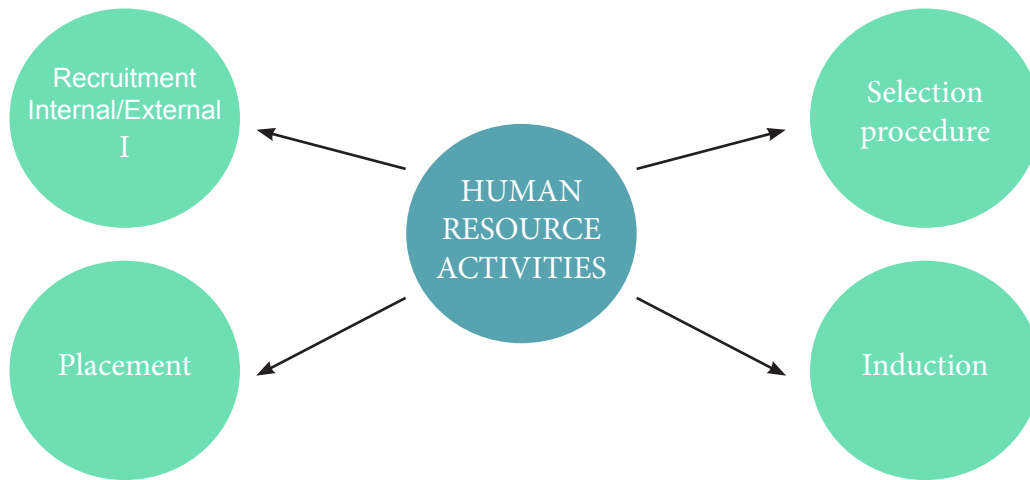 Recruitment
Internal/External
I
Selection
procedure
HUMAN
RESOURCE
ACTIVITIES
Placement
Induction